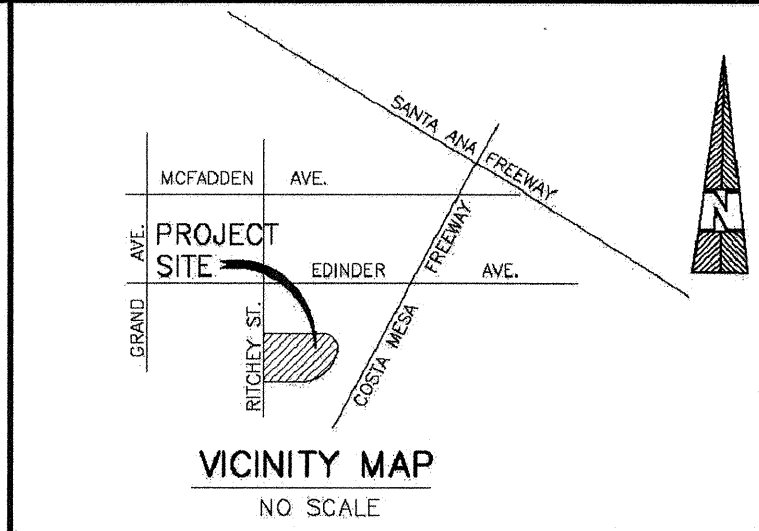 SANTA ANA FREEWAY
MCFADDEN AVE.
GRAND AVE.
PROJECT
SITE
EDINDER AVE.
RITCHEY ST.
COSTA MESA FREEWAY
N
VICINITY MAP
NO SCALE